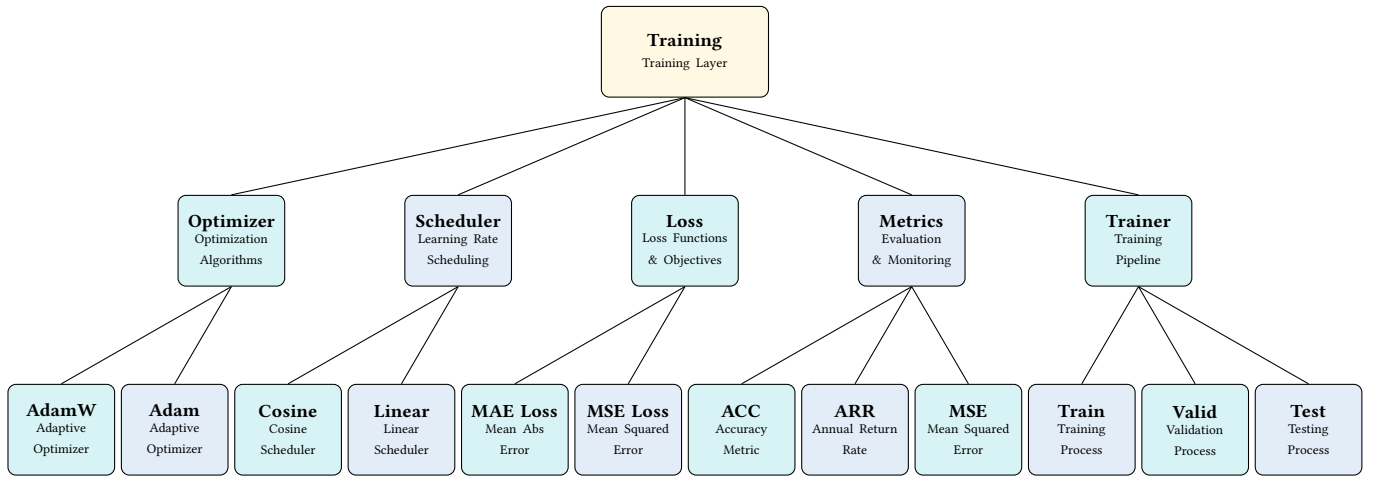 Training
Training Layer
Optimizer
Optimization
Algorithms
Scheduler
Learning Rate
Scheduling
Loss
Loss Functions
& Objectives
Metrics
Evaluation
& Monitoring
Trainer
Training
Pipeline
AdamW
Adaptive
Optimizer
Adam
Adaptive
Optimizer
Cosine
Cosine
Scheduler
Linear
Linear
Scheduler
MAE Loss
Mean Abs
Error
MSE Loss
Mean Squared
Error
ACC
Accuracy
Metric
ARR
Annual Return
Rate
MSE
Mean Squared
Error
Train
Training
Process
Valid
Validation
Process
Test
Testing
Process